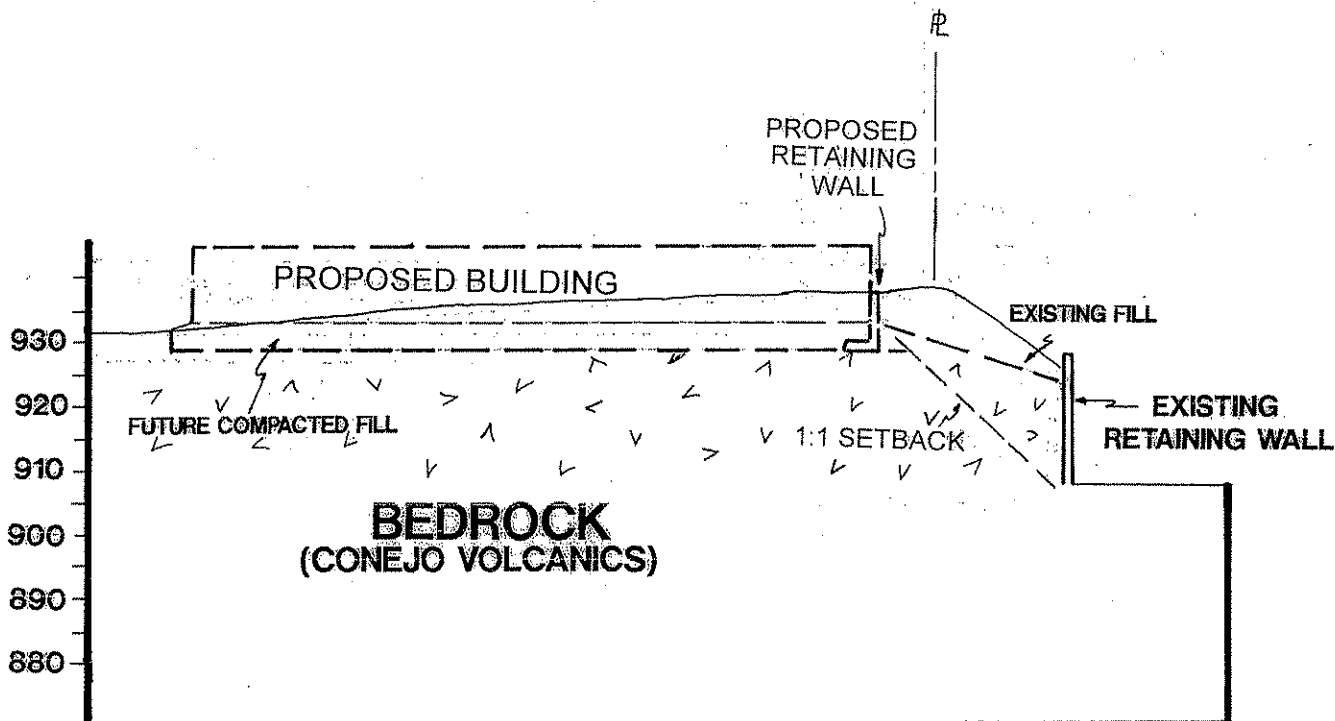 PL
PROPOSED
RETAINING
WALL
PROPOSED BUILDING
EXISTING FILL
930
920
FUTURE COMPACTED FILL
EXISTING
RETAINING WALL
1:1 SETBACK
910
BEDROCK
(CONEJO VOLCANICS)
900
890
880